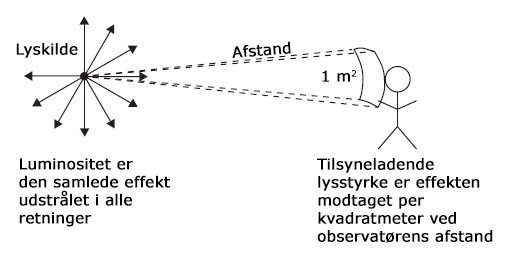 Lyskilde
Afstand
1 m²
Luminositet er
den samlede effekt
udstrålet i alle
retninger
Tilsyneladende
lysstyrke er effekten
modtaget per
kvadratmeter ved
observatørens afstand